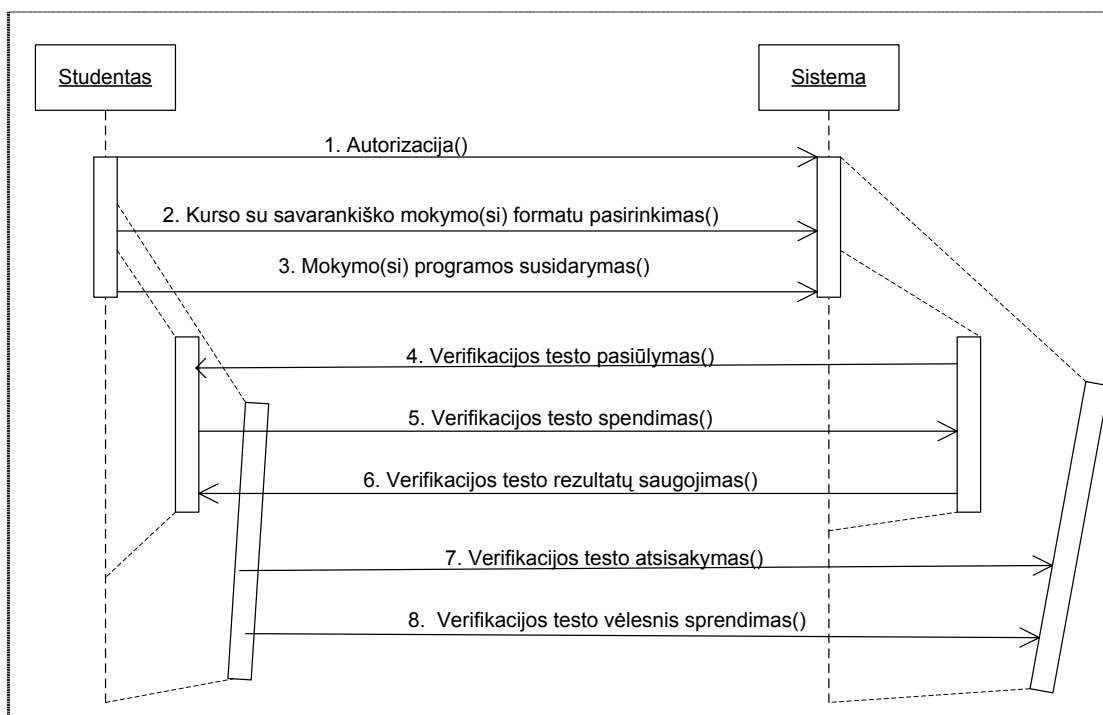 Studentas
Sistema
1. Autorizacija()
2. Kurso su savarankiško mokymo(si) formatu pasirinkimas()
3. Mokymo(si) programos susidarymas()
4. Verifikacijos testo pasiūlymas()
5. Verifikacijos testo spendimas()
6. Verifikacijos testo rezultatų saugojimas()
7. Verifikacijos testo atsisakymas()
8. Verifikacijos testo vėlesnis sprendimas()